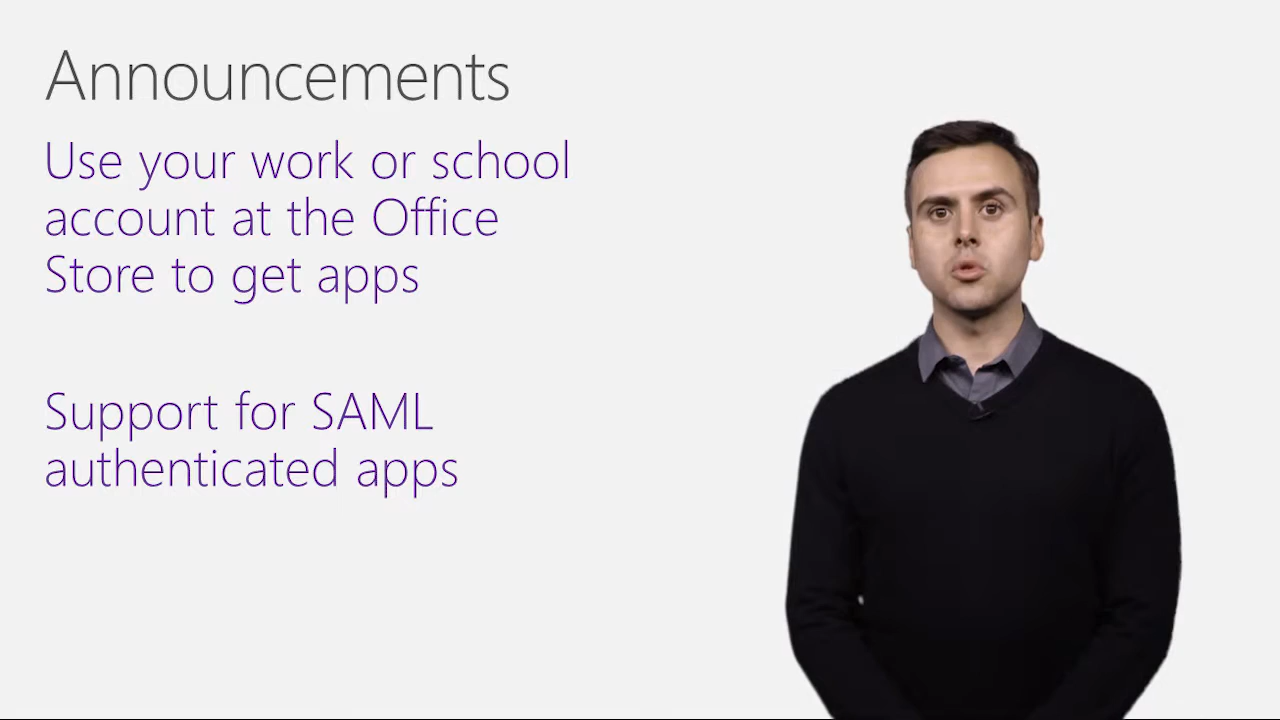 Announcements
Use your work or school
account at the Office
Store to get apps
Support for SAML
authenticated apps